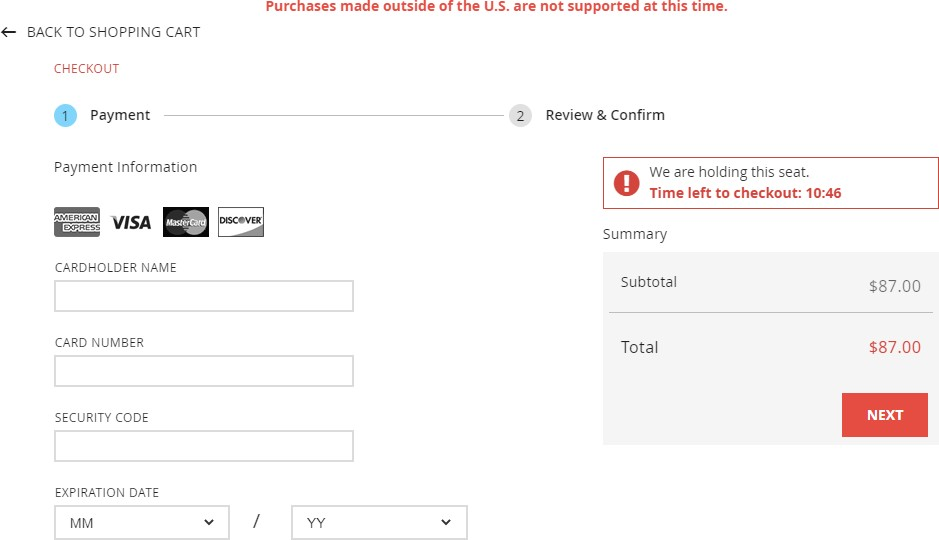 Purchases made outside of the U.S. are not supported at this time.
BACK TO SHOPPING CART
CHECKOUT
1 Payment 2 Review & Confirm
Payment Information
AMERICAN EXPRESS VISA MasterCard DISCOVER
CARDHOLDER NAME
CARD NUMBER
SECURITY CODE
EXPIRATION DATE
MM / YY
We are holding this seat.
Time left to checkout: 10:46
Summary
Subtotal $87.00
Total $87.00
NEXT